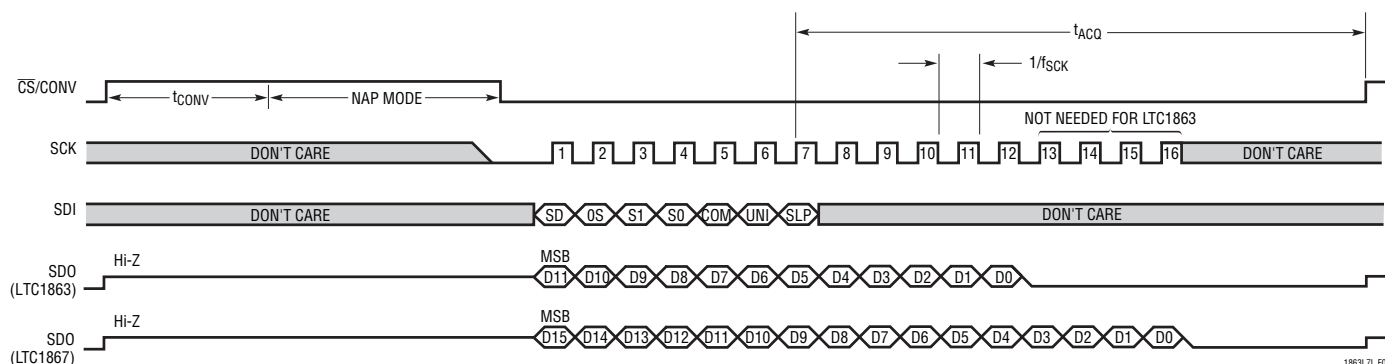 tACQ
1/fSCK
CS/CONV
tCONV
NAP MODE
NOT NEEDED FOR LTC1863
SCK
DON'T CARE
1 2 3 4 5 6 7 8 9 10 11 12 13 14 15 16
DON'T CARE
SDI
DON'T CARE
SD 0S S1 S0 COM UNI SLP
DON'T CARE
SDO
(LTC1863)
Hi-Z
MSB
D11 D10 D9 D8 D7 D6 D5 D4 D3 D2 D1 D0
SDO
(LTC1867)
Hi-Z
MSB
D15 D14 D13 D12 D11 D10 D9 D8 D7 D6 D5 D4 D3 D2 D1 D0